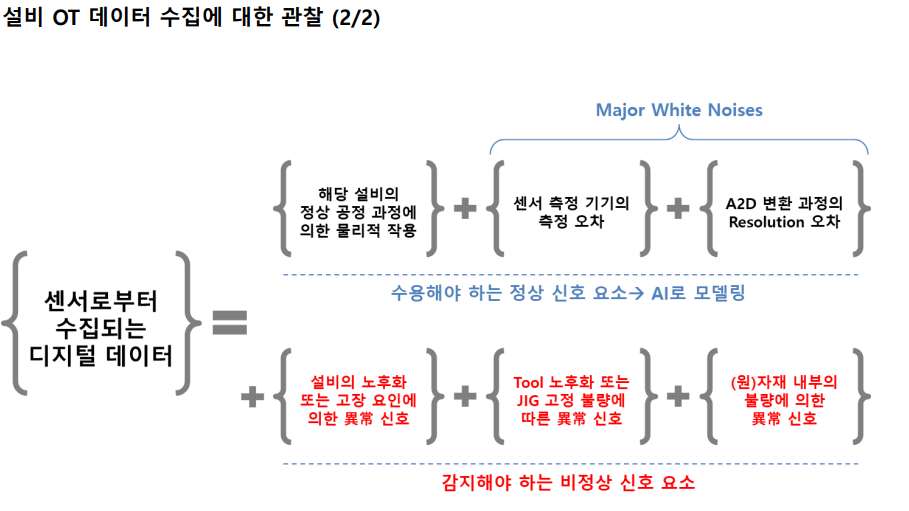 설비 OT 데이터 수집에 대한 관찰 (2/2)
Major White Noises
해당 설비의
정상 공정 과정에
의한 물리적 작용
+
센서 측정 기기의
측정 오차
+
A2D 변환 과정의
Resolution 오차
수용해야 하는 정상 신호 요소→ AI로 모델링
센서로부터
수집되는
디지털 데이터
=
+
설비의 노후화
또는 고장 요인에
의한 異常 신호
+
Tool 노후화 또는
JIG 고정 불량에
따른 異常 신호
+
(원)자재 내부의
불량에 의한
異常 신호
감지해야 하는 비정상 신호 요소